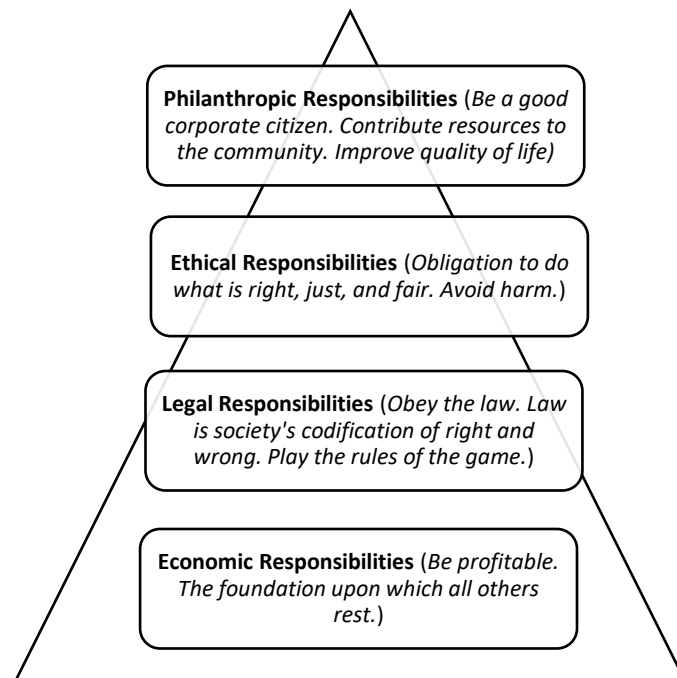 Philanthropic Responsibilities (Be a good
corporate citizen. Contribute resources to
the community. Improve quality of life)
Ethical Responsibilities (Obligation to do
what is right, just, and fair. Avoid harm.)
Legal Responsibilities (Obey the law. Law
is society's codification of right and
wrong. Play the rules of the game.)
Economic Responsibilities (Be profitable.
The foundation upon which all others
rest.)